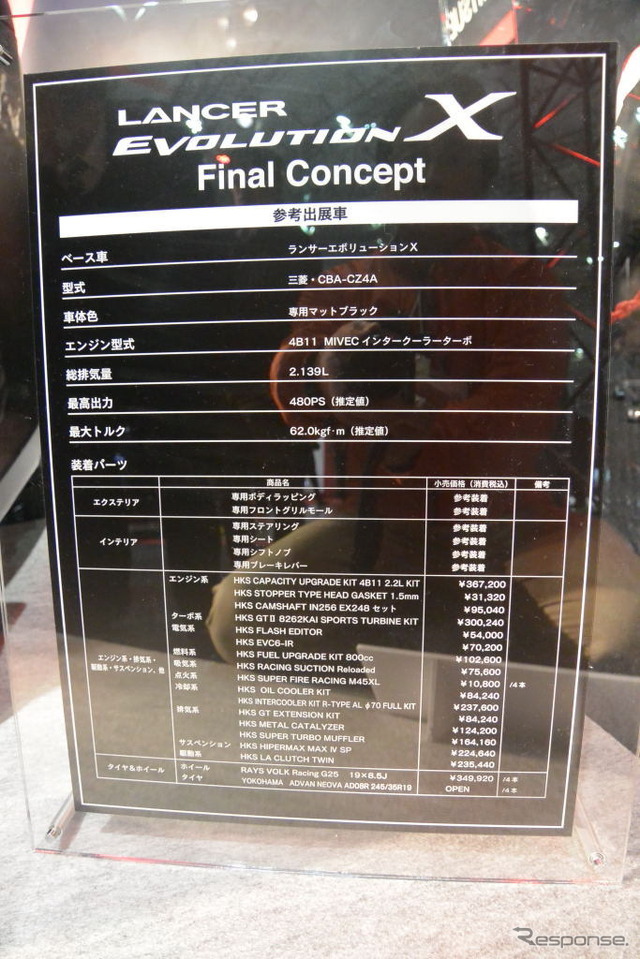 LANCER
EVOLUTION X
Final Concept
参考出展車
ベース車 ランサーエボリューションX
型式 三菱・CBA-CZ4A
車体色 専用マットブラック
エンジン型式 4B11 MIVEC インタークーラーターボ
総排気量 2.139L
最高出力 480PS（推定値）
最大トルク 62.0kgf·m（推定値）
装着パーツ
商品名 小売価格（消費税込） 備考
エクステリア 専用ボディラッピング 参考装着
専用フロントグリルモール 参考装着
インテリア 専用ステアリング 参考装着
専用シート 参考装着
専用シフトノブ 参考装着
専用ブレーキレバー 参考装着
エンジン系・排気系・
駆動系・サスペンション、他
エンジン系 HKS CAPACITY UPGRADE KIT 4B11 2.2L KIT ¥367,200
HKS STOPPER TYPE HEAD GASKET 1.5mm ¥31,320
HKS CAMSHAFT IN256 EX248 セット ¥95,040
ターボ系 HKS GTⅡ 8262KAI SPORTS TURBINE KIT ¥300,240
電気系 HKS FLASH EDITOR ¥54,000
HKS EVC6-IR ¥70,200
燃料系 HKS FUEL UPGRADE KIT 800cc ¥102,600
吸気系 HKS RACING SUCTION Reloaded ¥75,600
点火系 HKS SUPER FIRE RACING M45XL ¥10,800 /4本
冷却系 HKS OIL COOLER KIT ¥84,240
HKS INTERCOOLER KIT R-TYPE AL φ70 FULL KIT ¥237,600
排気系 HKS GT EXTENSION KIT ¥84,240
HKS METAL CATALYZER ¥124,200
HKS SUPER TURBO MUFFLER ¥164,160
サスペンション HKS HIPERMAX MAX Ⅳ SP ¥224,640
駆動系 HKS LA CLUTCH TWIN ¥235,440
タイヤ&ホイール ホイール RAYS VOLK Racing G25 19×8.5J ¥349,920 /4本
タイヤ YOKOHAMA ADVAN NEOVA AD08R 245/35R19 OPEN /4本
Response.